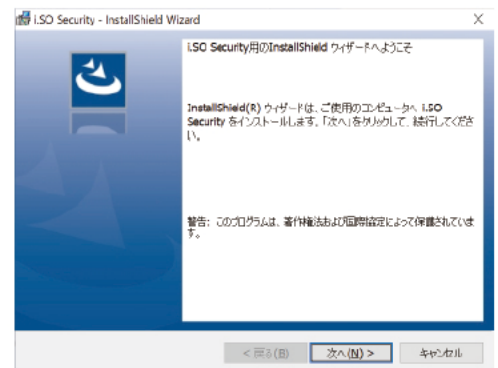 i.SO Security - InstallShield Wizard
i.SO Security用のInstallShield ウィザードへようこそ
InstallShield(R) ウィザードは、ご使用のコンピュータへ i.SO
Security をインストールします。「次へ」をクリックして、続行してくださ
い。
警告: このプログラムは、著作権法および国際協定によって保護されていま
す。
< 戻る(B)
次へ(N) >
キャンセル